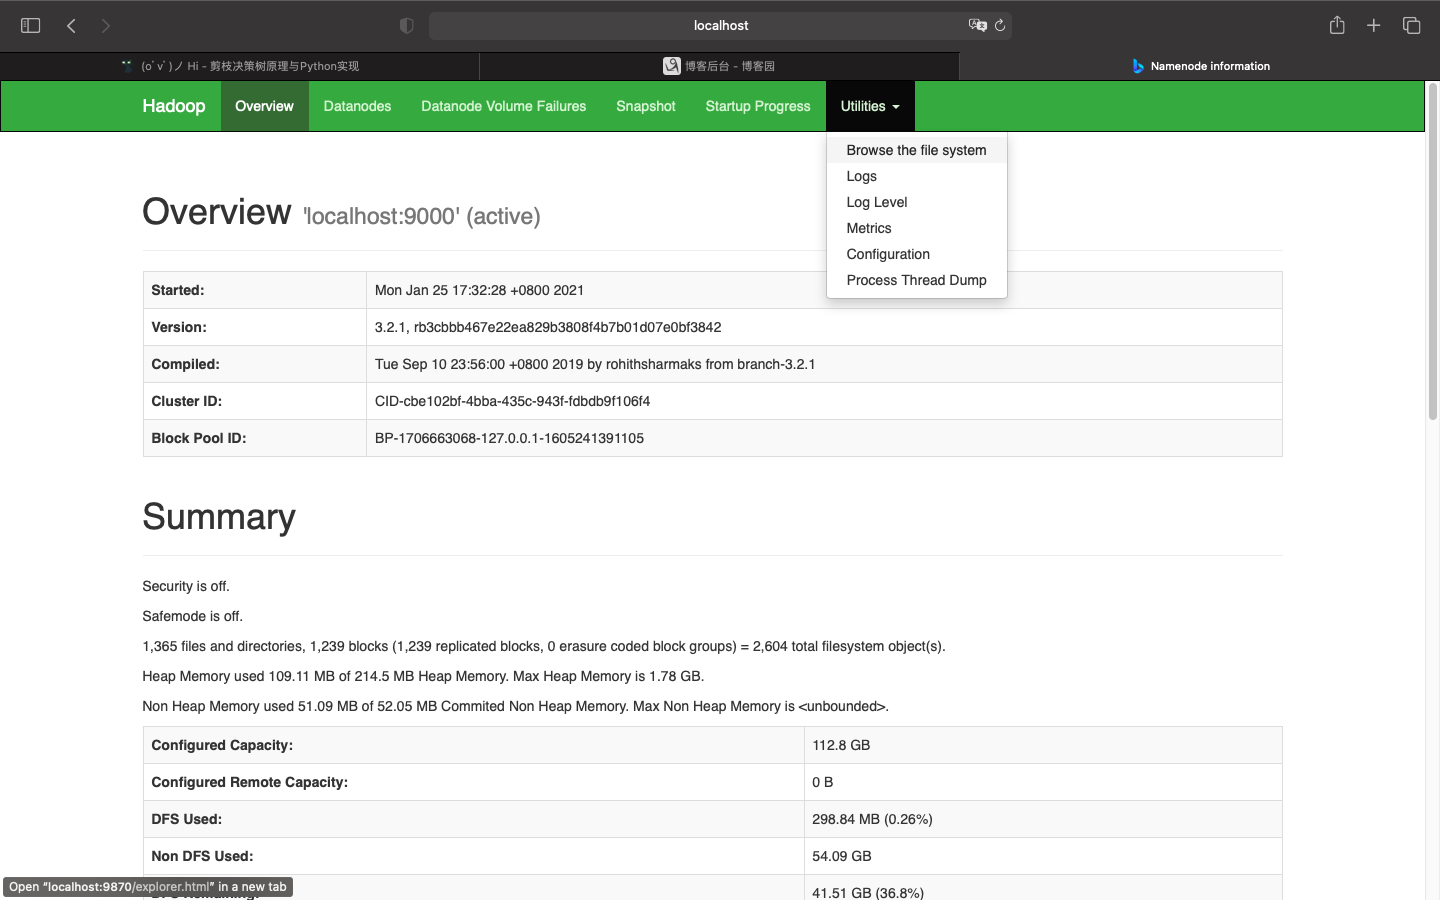 localhost
(oﾟvﾟ)ノ Hi - 剪枝决策树原理与Python实现
博客后台 - 博客园
Namenode information
Hadoop Overview Datanodes Datanode Volume Failures Snapshot Startup Progress Utilities
Browse the file system
Logs
Log Level
Metrics
Configuration
Process Thread Dump
Overview 'localhost:9000' (active)
Started: Mon Jan 25 17:32:28 +0800 2021
Version: 3.2.1, rb3cbbb467e22ea829b3808f4b7b01d07e0bf3842
Compiled: Tue Sep 10 23:56:00 +0800 2019 by rohithsharmaks from branch-3.2.1
Cluster ID: CID-cbe102bf-4bba-435c-943f-fdbdb9f106f4
Block Pool ID: BP-1706663068-127.0.0.1-1605241391105
Summary
Security is off.
Safemode is off.
1,365 files and directories, 1,239 blocks (1,239 replicated blocks, 0 erasure coded block groups) = 2,604 total filesystem object(s).
Heap Memory used 109.11 MB of 214.5 MB Heap Memory. Max Heap Memory is 1.78 GB.
Non Heap Memory used 51.09 MB of 52.05 MB Commited Non Heap Memory. Max Non Heap Memory is <unbounded>.
Configured Capacity: 112.8 GB
Configured Remote Capacity: 0 B
DFS Used: 298.84 MB (0.26%)
Non DFS Used: 54.09 GB
41.51 GB (36.8%)
Open “localhost:9870/explorer.html” in a new tab